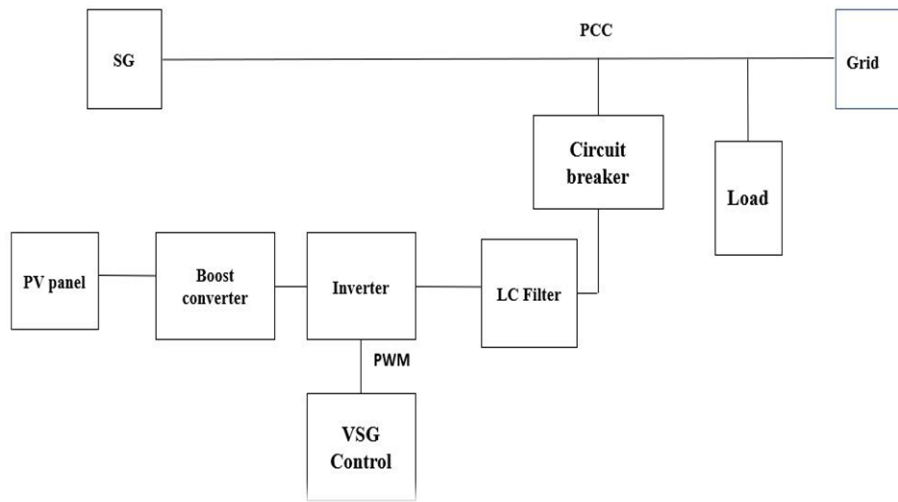 PCC
SG
Grid
Circuit
breaker
Load
PV panel
Boost
converter
Inverter
LC Filter
PWM
VSG
Control